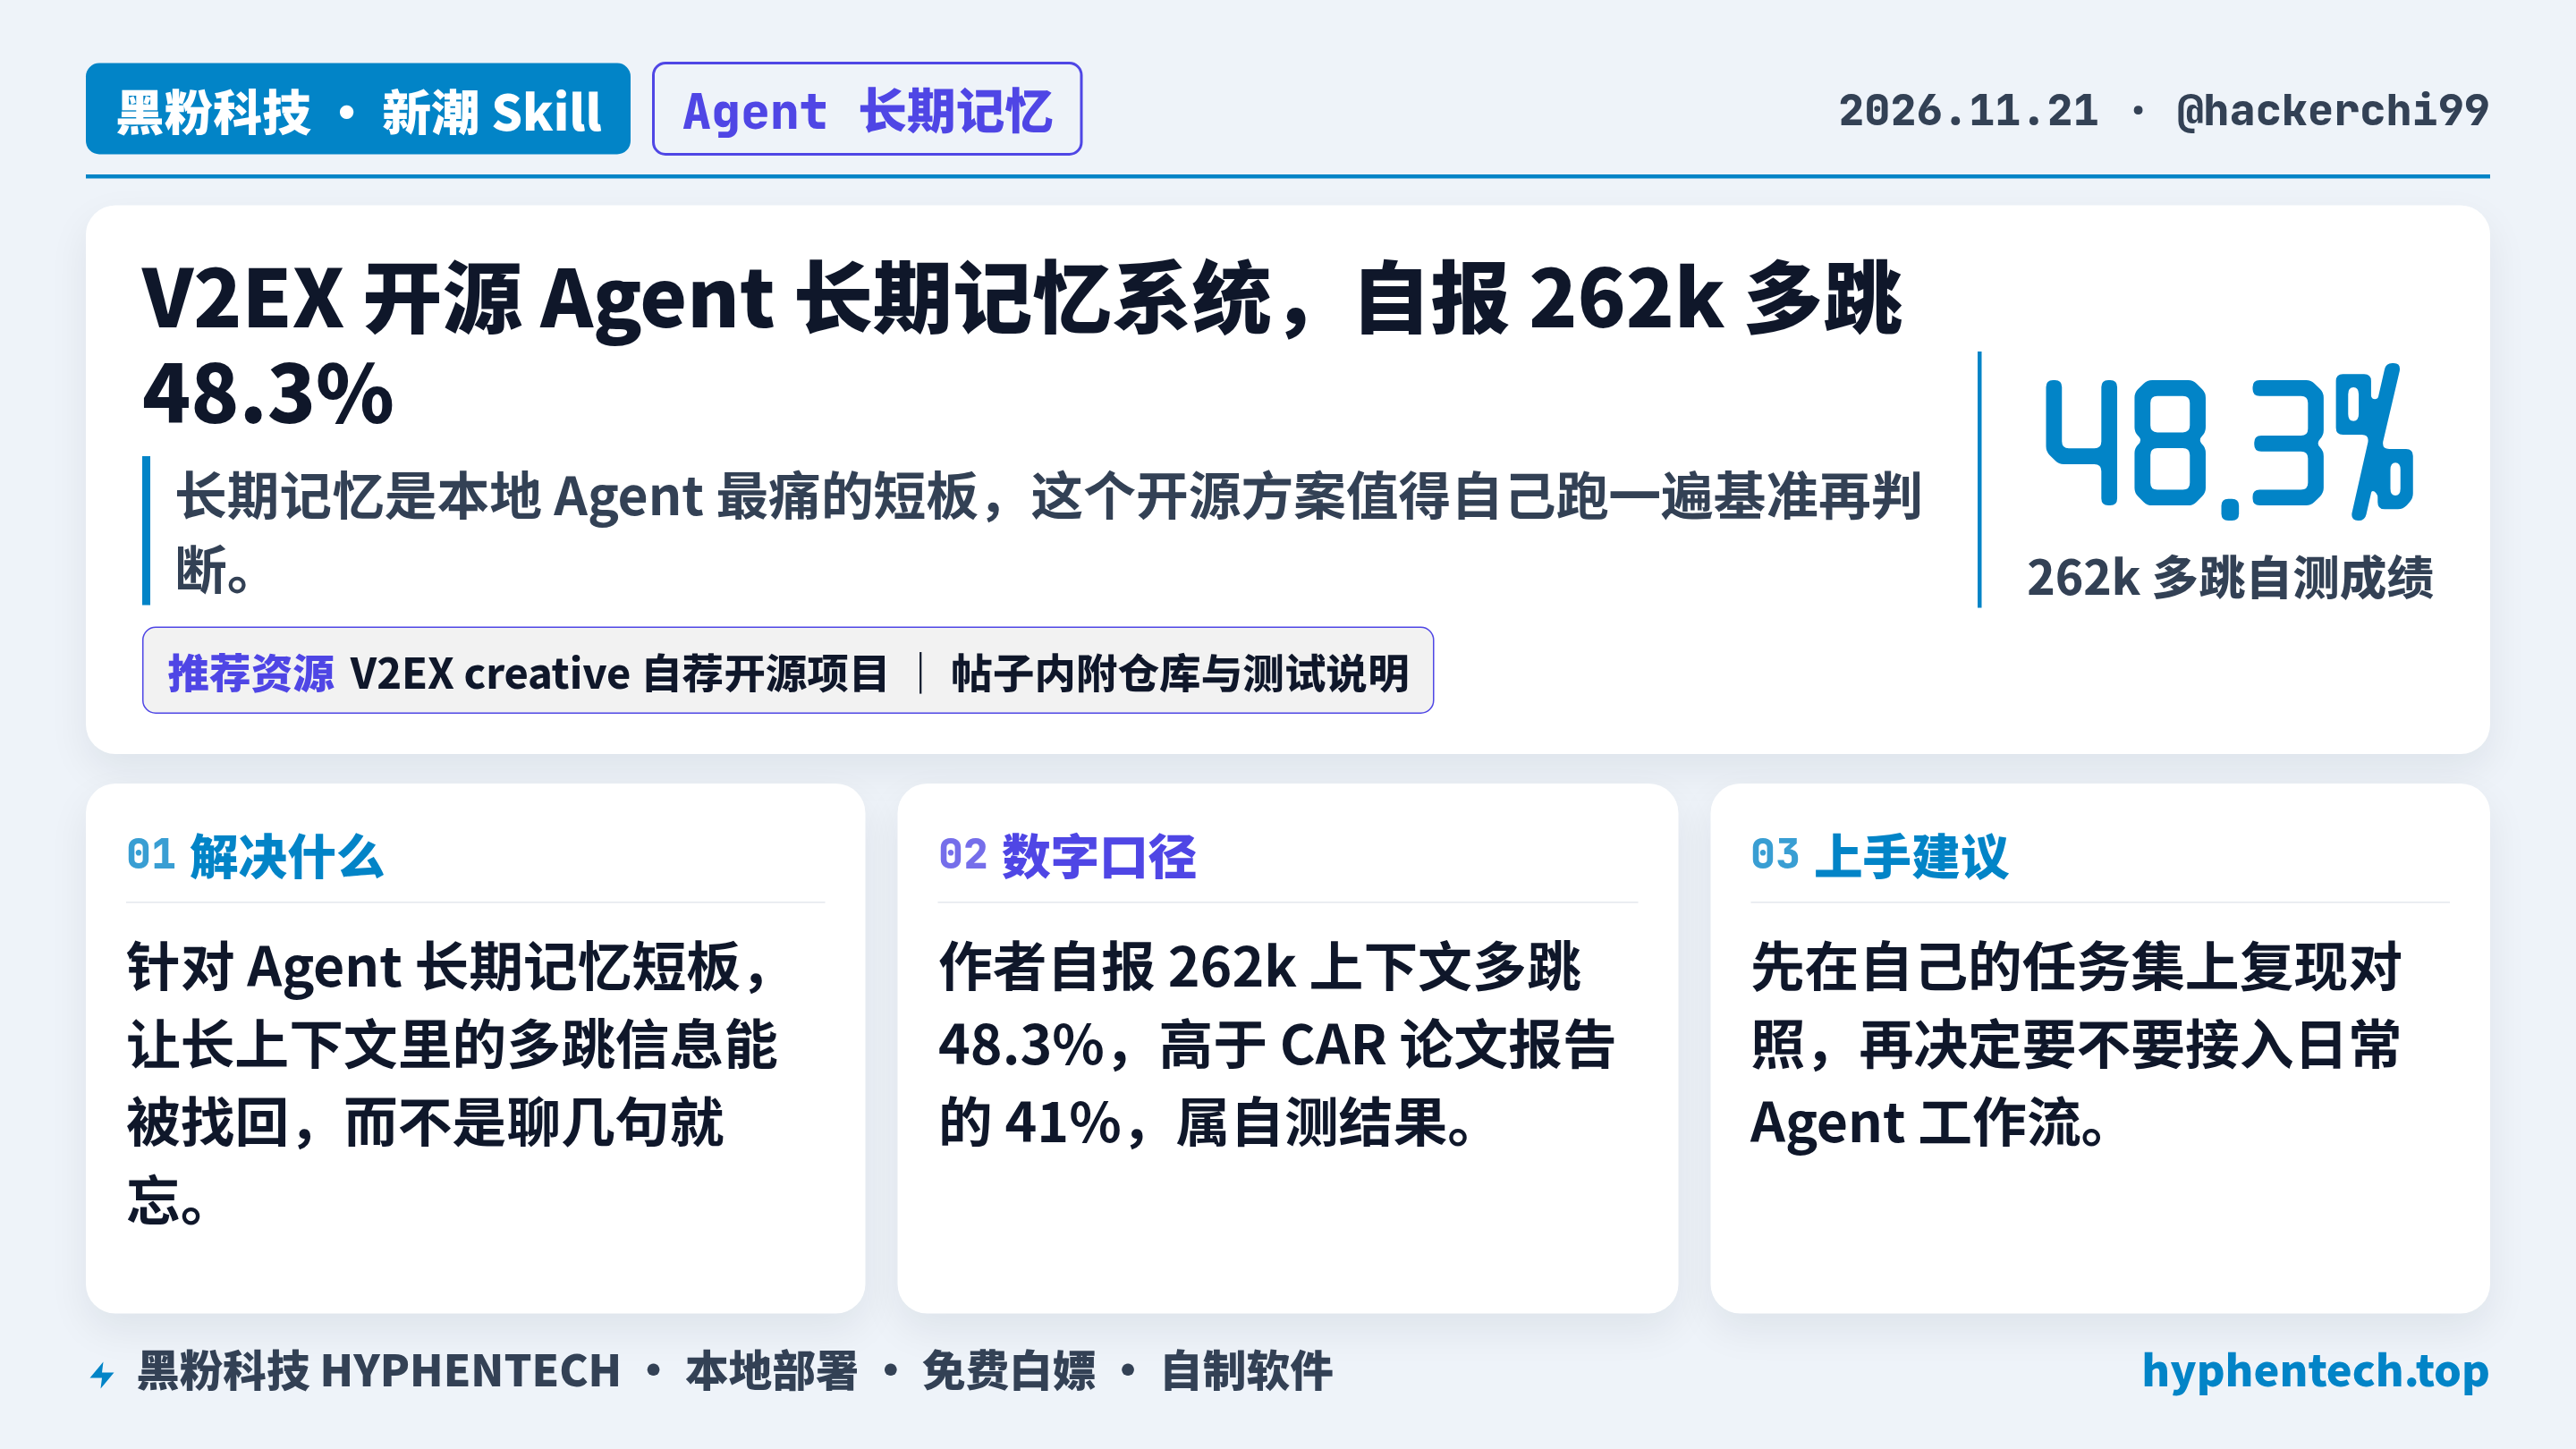 黑粉科技 · 新潮 Skill
Agent 长期记忆
2026.11.21 · @hackerchi99
V2EX 开源 Agent 长期记忆系统，自报 262k 多跳
48.3%
长期记忆是本地 Agent 最痛的短板，这个开源方案值得自己跑一遍基准再判
断。
推荐资源 V2EX creative 自荐开源项目 ｜ 帖子内附仓库与测试说明
48.3%
262k 多跳自测成绩
01 解决什么
针对 Agent 长期记忆短板，
让长上下文里的多跳信息能
被找回，而不是聊几句就
忘。
02 数字口径
作者自报 262k 上下文多跳
48.3%，高于 CAR 论文报告
的 41%，属自测结果。
03 上手建议
先在自己的任务集上复现对
照，再决定要不要接入日常
Agent 工作流。
黑粉科技 HYPHENTECH · 本地部署 · 免费白嫖 · 自制软件
hyphentech.top